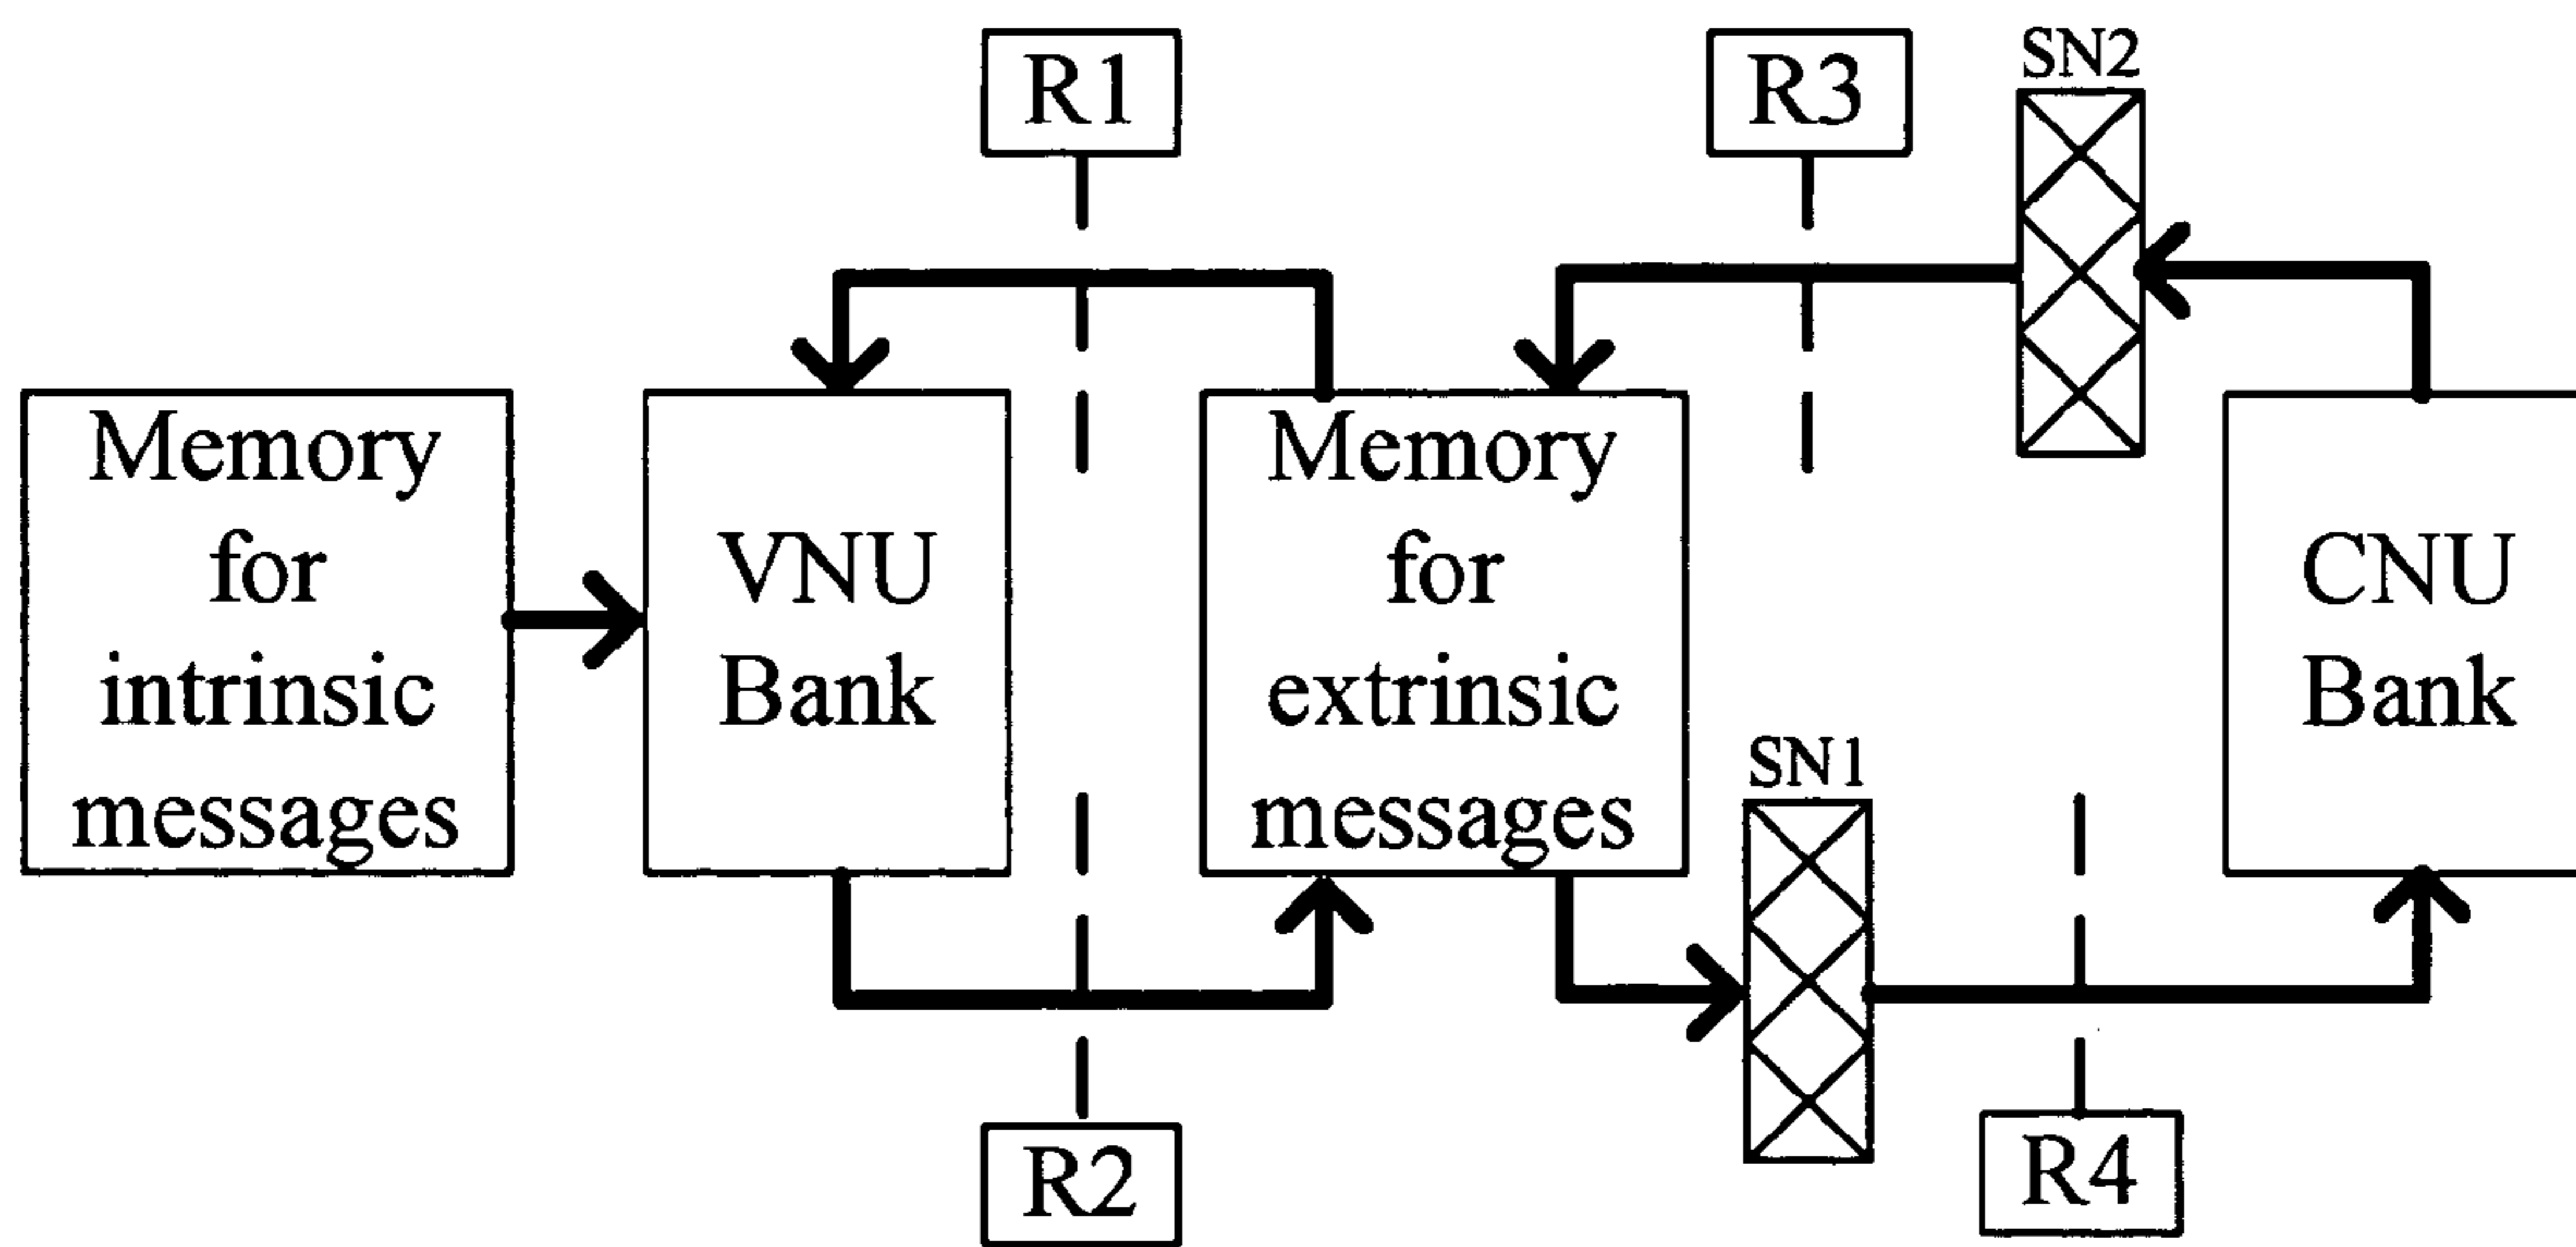 R1
R3
SN2
Memory
for
intrinsic
messages
VNU
Bank
Memory
for
extrinsic
messages
CNU
Bank
SN1
R2
R4